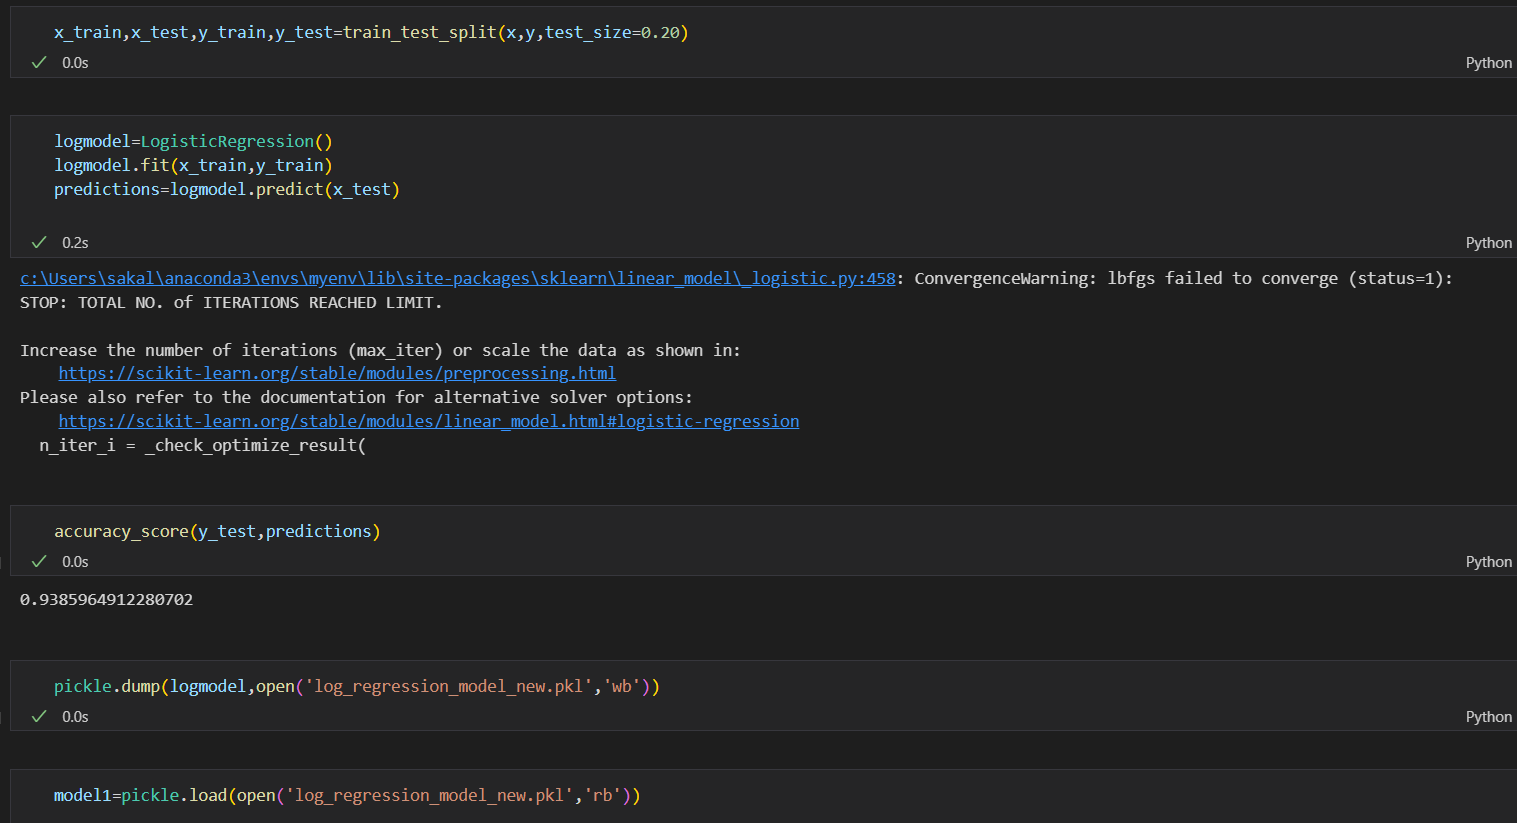 x_train,x_test,y_train,y_test=train_test_split(x,y,test_size=0.20)
0.0s
Python
logmodel=LogisticRegression()
logmodel.fit(x_train,y_train)
predictions=logmodel.predict(x_test)
0.2s
Python
c:\Users\sakal\anaconda3\envs\myenv\lib\site-packages\sklearn\linear_model\_logistic.py:458: ConvergenceWarning: lbfgs failed to converge (status=1):
STOP: TOTAL NO. of ITERATIONS REACHED LIMIT.
Increase the number of iterations (max_iter) or scale the data as shown in:
https://scikit-learn.org/stable/modules/preprocessing.html
Please also refer to the documentation for alternative solver options:
https://scikit-learn.org/stable/modules/linear_model.html#logistic-regression
n_iter_i = _check_optimize_result(
accuracy_score(y_test,predictions)
0.0s
Python
0.9385964912280702
pickle.dump(logmodel,open('log_regression_model_new.pkl','wb'))
0.0s
Python
model1=pickle.load(open('log_regression_model_new.pkl','rb'))